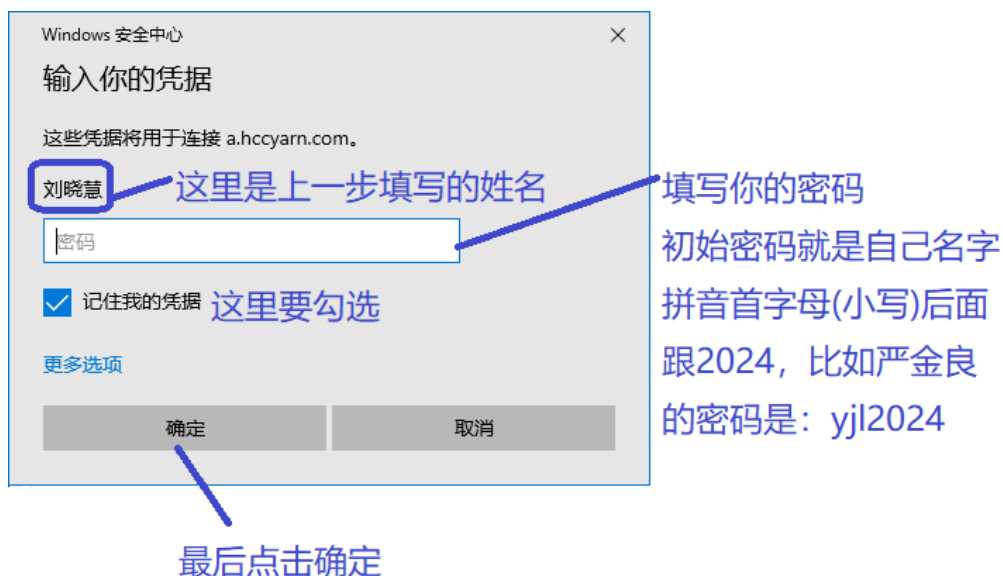 Windows 安全中心
输入你的凭据
这些凭据将用于连接 a.hccyarn.com。
刘晓慧
这里是上一步填写的姓名
密码
填写你的密码
初始密码就是自己名字
拼音首字母(小写)后面
跟2024，比如严金良
的密码是：yjl2024
记住我的凭据
这里要勾选
更多选项
确定
取消
最后点击确定